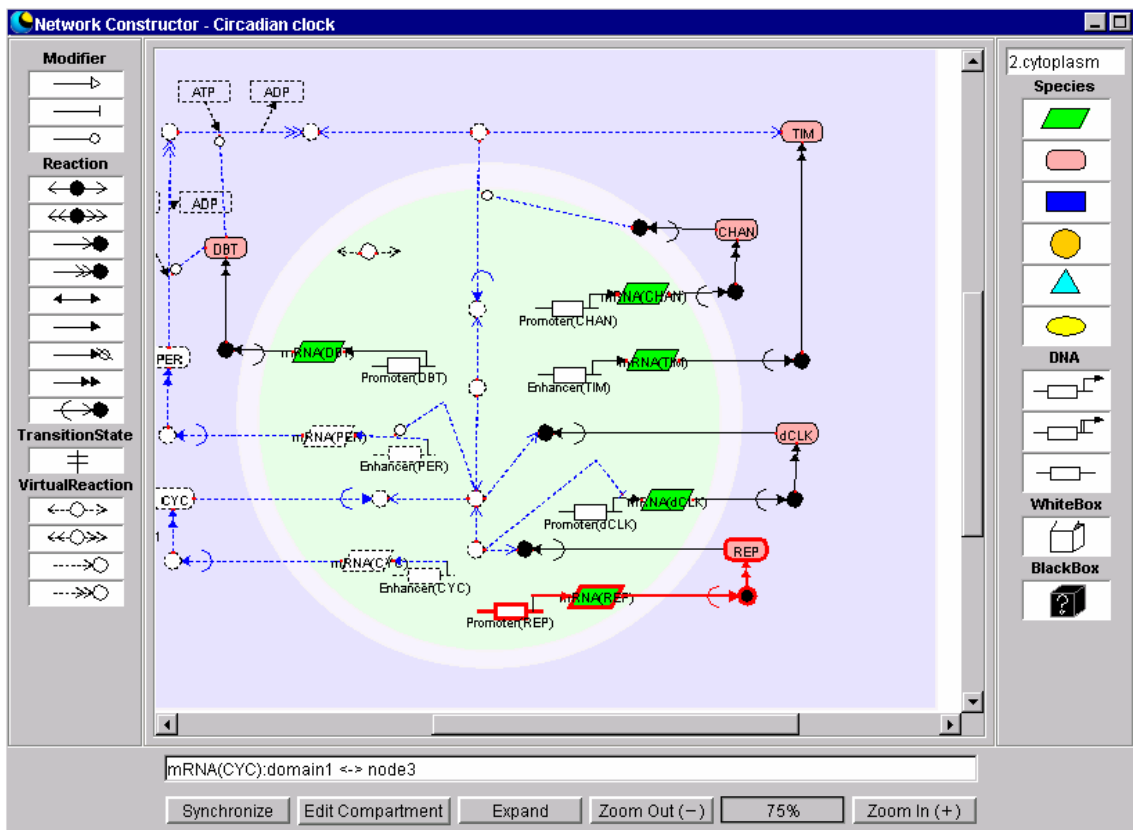 Network Constructor - Circadian clock
Modifier
Reaction
TransitionState
VirtualReaction
ATP
ADP
TIM
ADP
CHAN
DBT
mRNA(CHAN)
Promoter(CHAN)
mRNA(DBT)
Promoter(DBT)
mRNA(TIM)
Enhancer(TIM)
PER
mRNA(PER)
Enhancer(PER)
dCLK
CYC
1
mRNA(dCLK)
Promoter(dCLK)
REP
mRNA(CYC)
Enhancer(CYC)
mRNA(REP)
Promoter(REP)
2.cytoplasm
Species
DNA
WhiteBox
BlackBox
?
mRNA(CYC):domain1 <-> node3
Synchronize
Edit Compartment
Expand
Zoom Out (−)
75%
Zoom In (+)